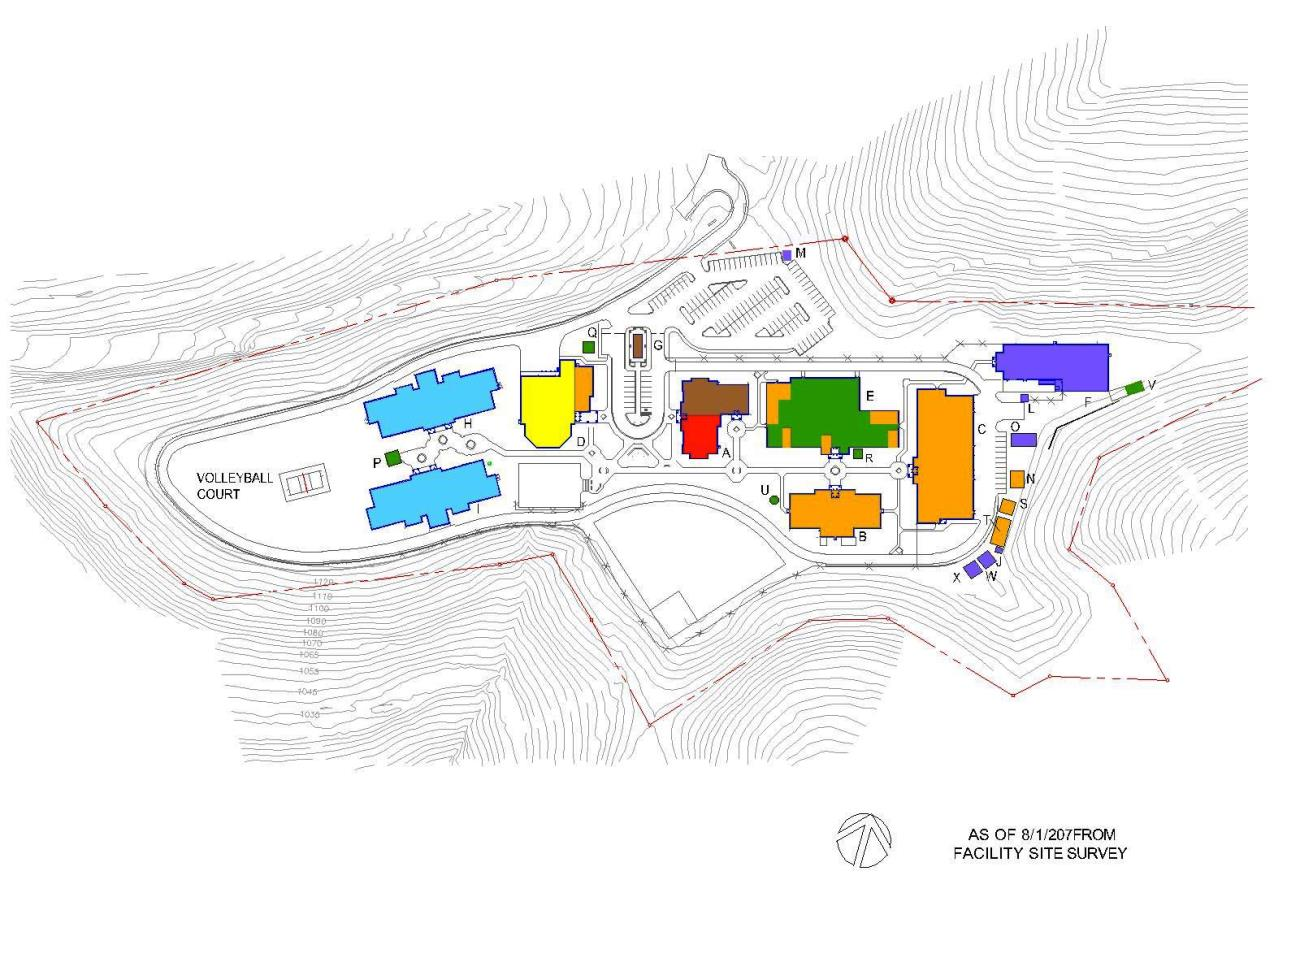 M
Q
G
V
E
L
F
H
C
O
D
A
P
R
VOLLEYBALL
COURT
N
U
S
I
T
B
J
X
W
1120
1110
1100
1090
1080
1070
1065
1055
1045
1035
AS OF 8/1/207FROM
FACILITY SITE SURVEY